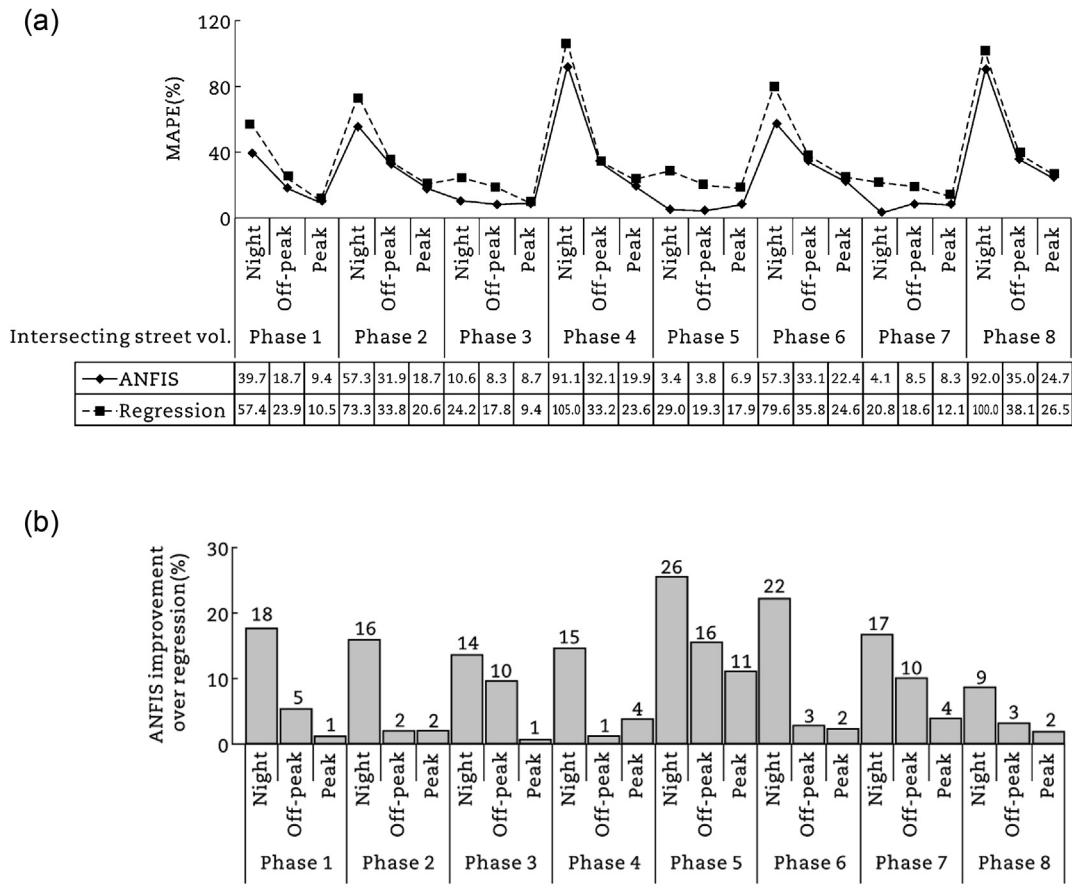 (a)
MAPE(%)
120
80
40
0
Night Off-peak Peak Night Off-peak Peak Night Off-peak Peak Night Off-peak Peak Night Off-peak Peak Night Off-peak Peak Night Off-peak Peak Night Off-peak Peak
Intersecting street vol. Phase 1 Phase 2 Phase 3 Phase 4 Phase 5 Phase 6 Phase 7 Phase 8
ANFIS 39.7 18.7 9.4 57.3 31.9 18.7 10.6 8.3 8.7 91.1 32.1 19.9 3.4 3.8 6.9 57.3 33.1 22.4 4.1 8.5 8.3 92.0 35.0 24.7
Regression 57.4 23.9 10.5 73.3 33.8 20.6 24.2 17.8 9.4 105.0 33.2 23.6 29.0 19.3 17.9 79.6 35.8 24.6 20.8 18.6 12.1 100.0 38.1 26.5
(b)
ANFIS improvement
over regression(%)
30
20
10
0
18 5 1 16 2 2 14 10 1 15 1 4 26 16 11 22 3 2 17 10 4 9 3 2
Night Off-peak Peak Night Off-peak Peak Night Off-peak Peak Night Off-peak Peak Night Off-peak Peak Night Off-peak Peak Night Off-peak Peak Night Off-peak Peak
Phase 1 Phase 2 Phase 3 Phase 4 Phase 5 Phase 6 Phase 7 Phase 8